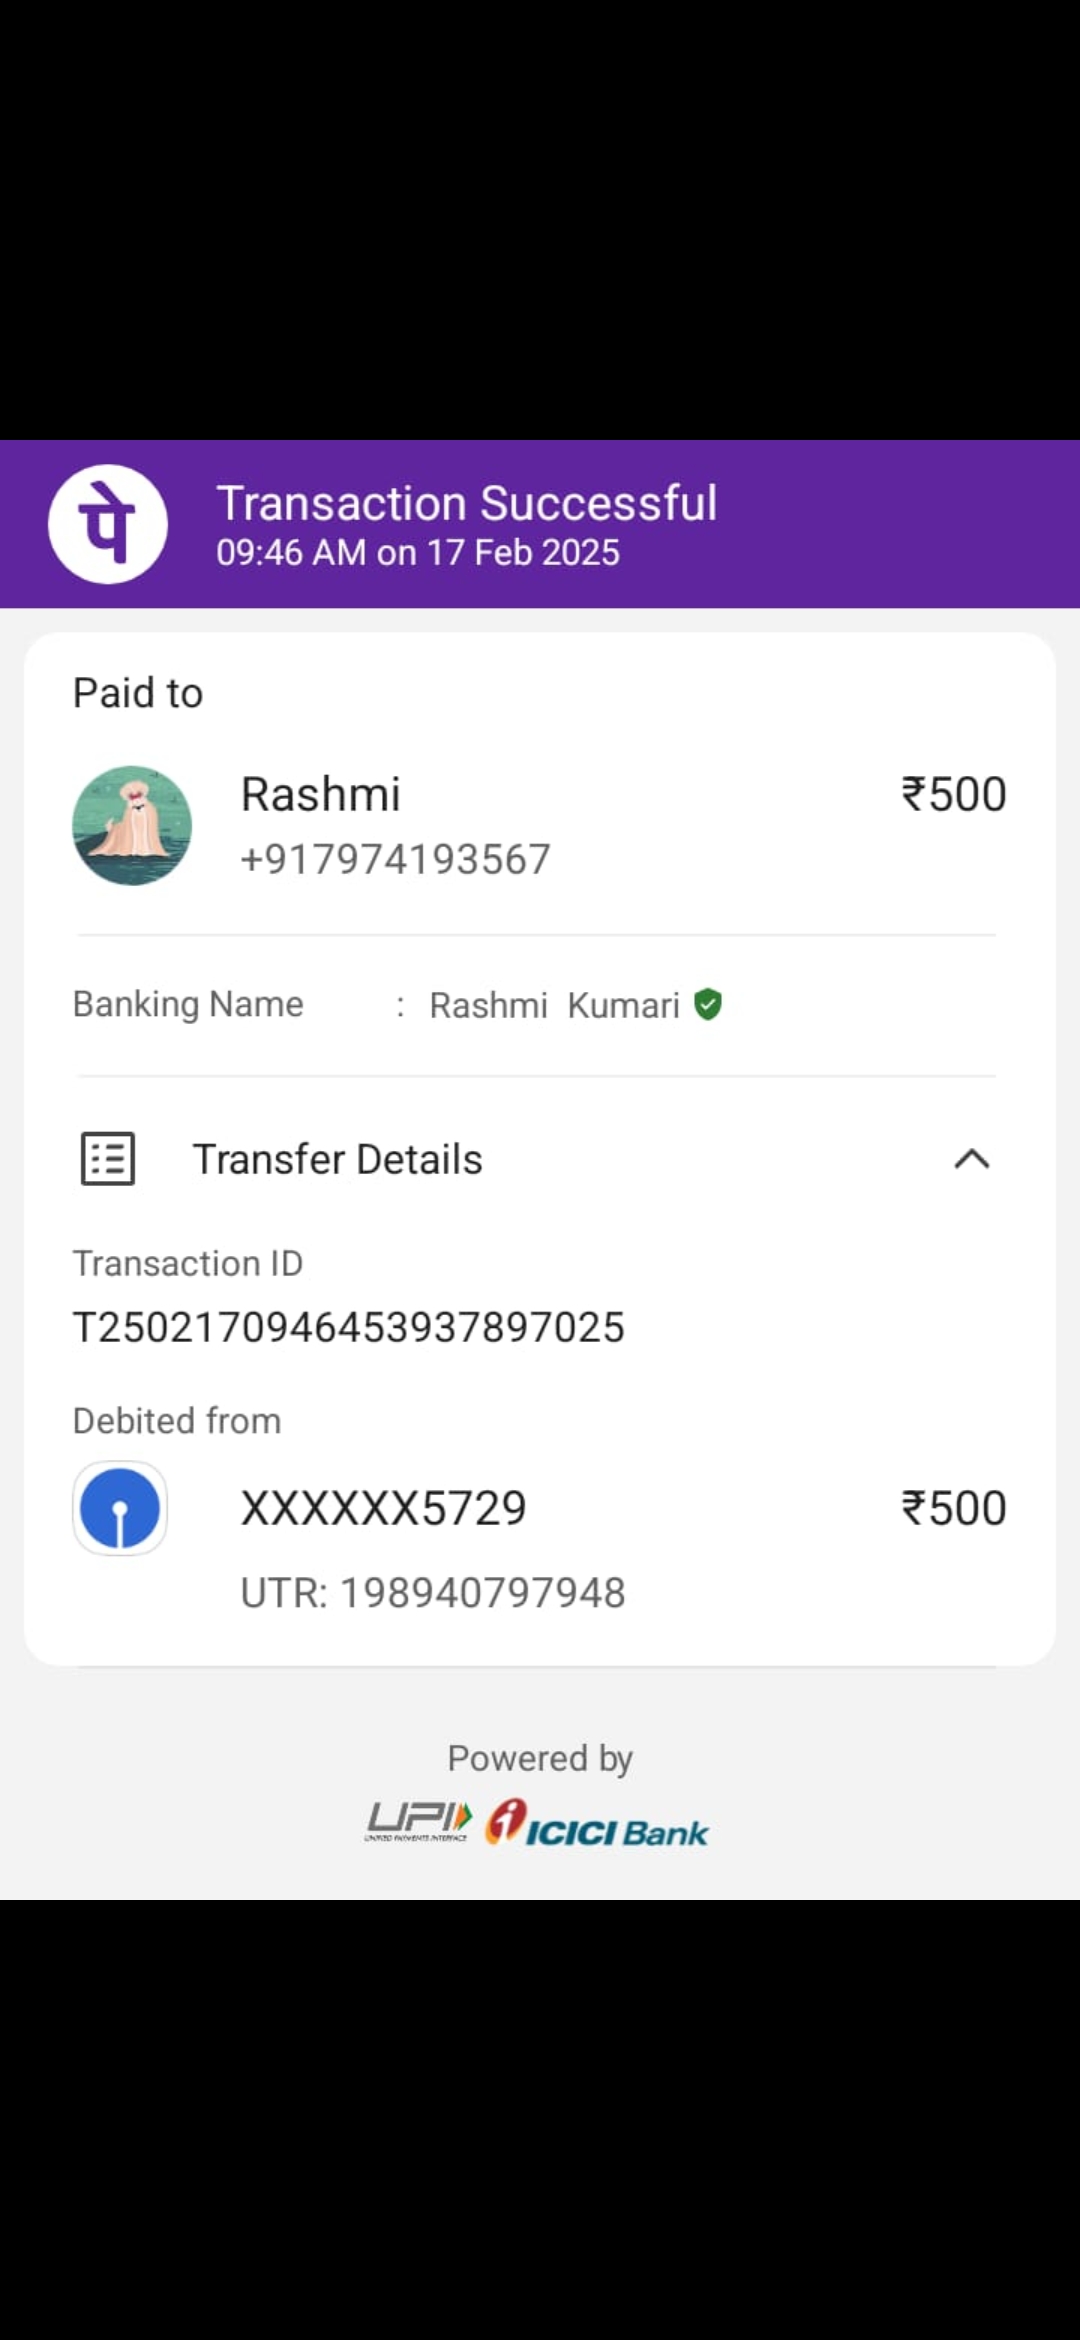 पे
Transaction Successful
09:46 AM on 17 Feb 2025
Paid to
Rashmi ₹500
+917974193567
Banking Name : Rashmi Kumari
Transfer Details
Transaction ID
T2502170946453937897025
Debited from
XXXXXX5729 ₹500
UTR: 198940797948
Powered by
UPI ICICI Bank
UNIFIED PAYMENTS INTERFACE